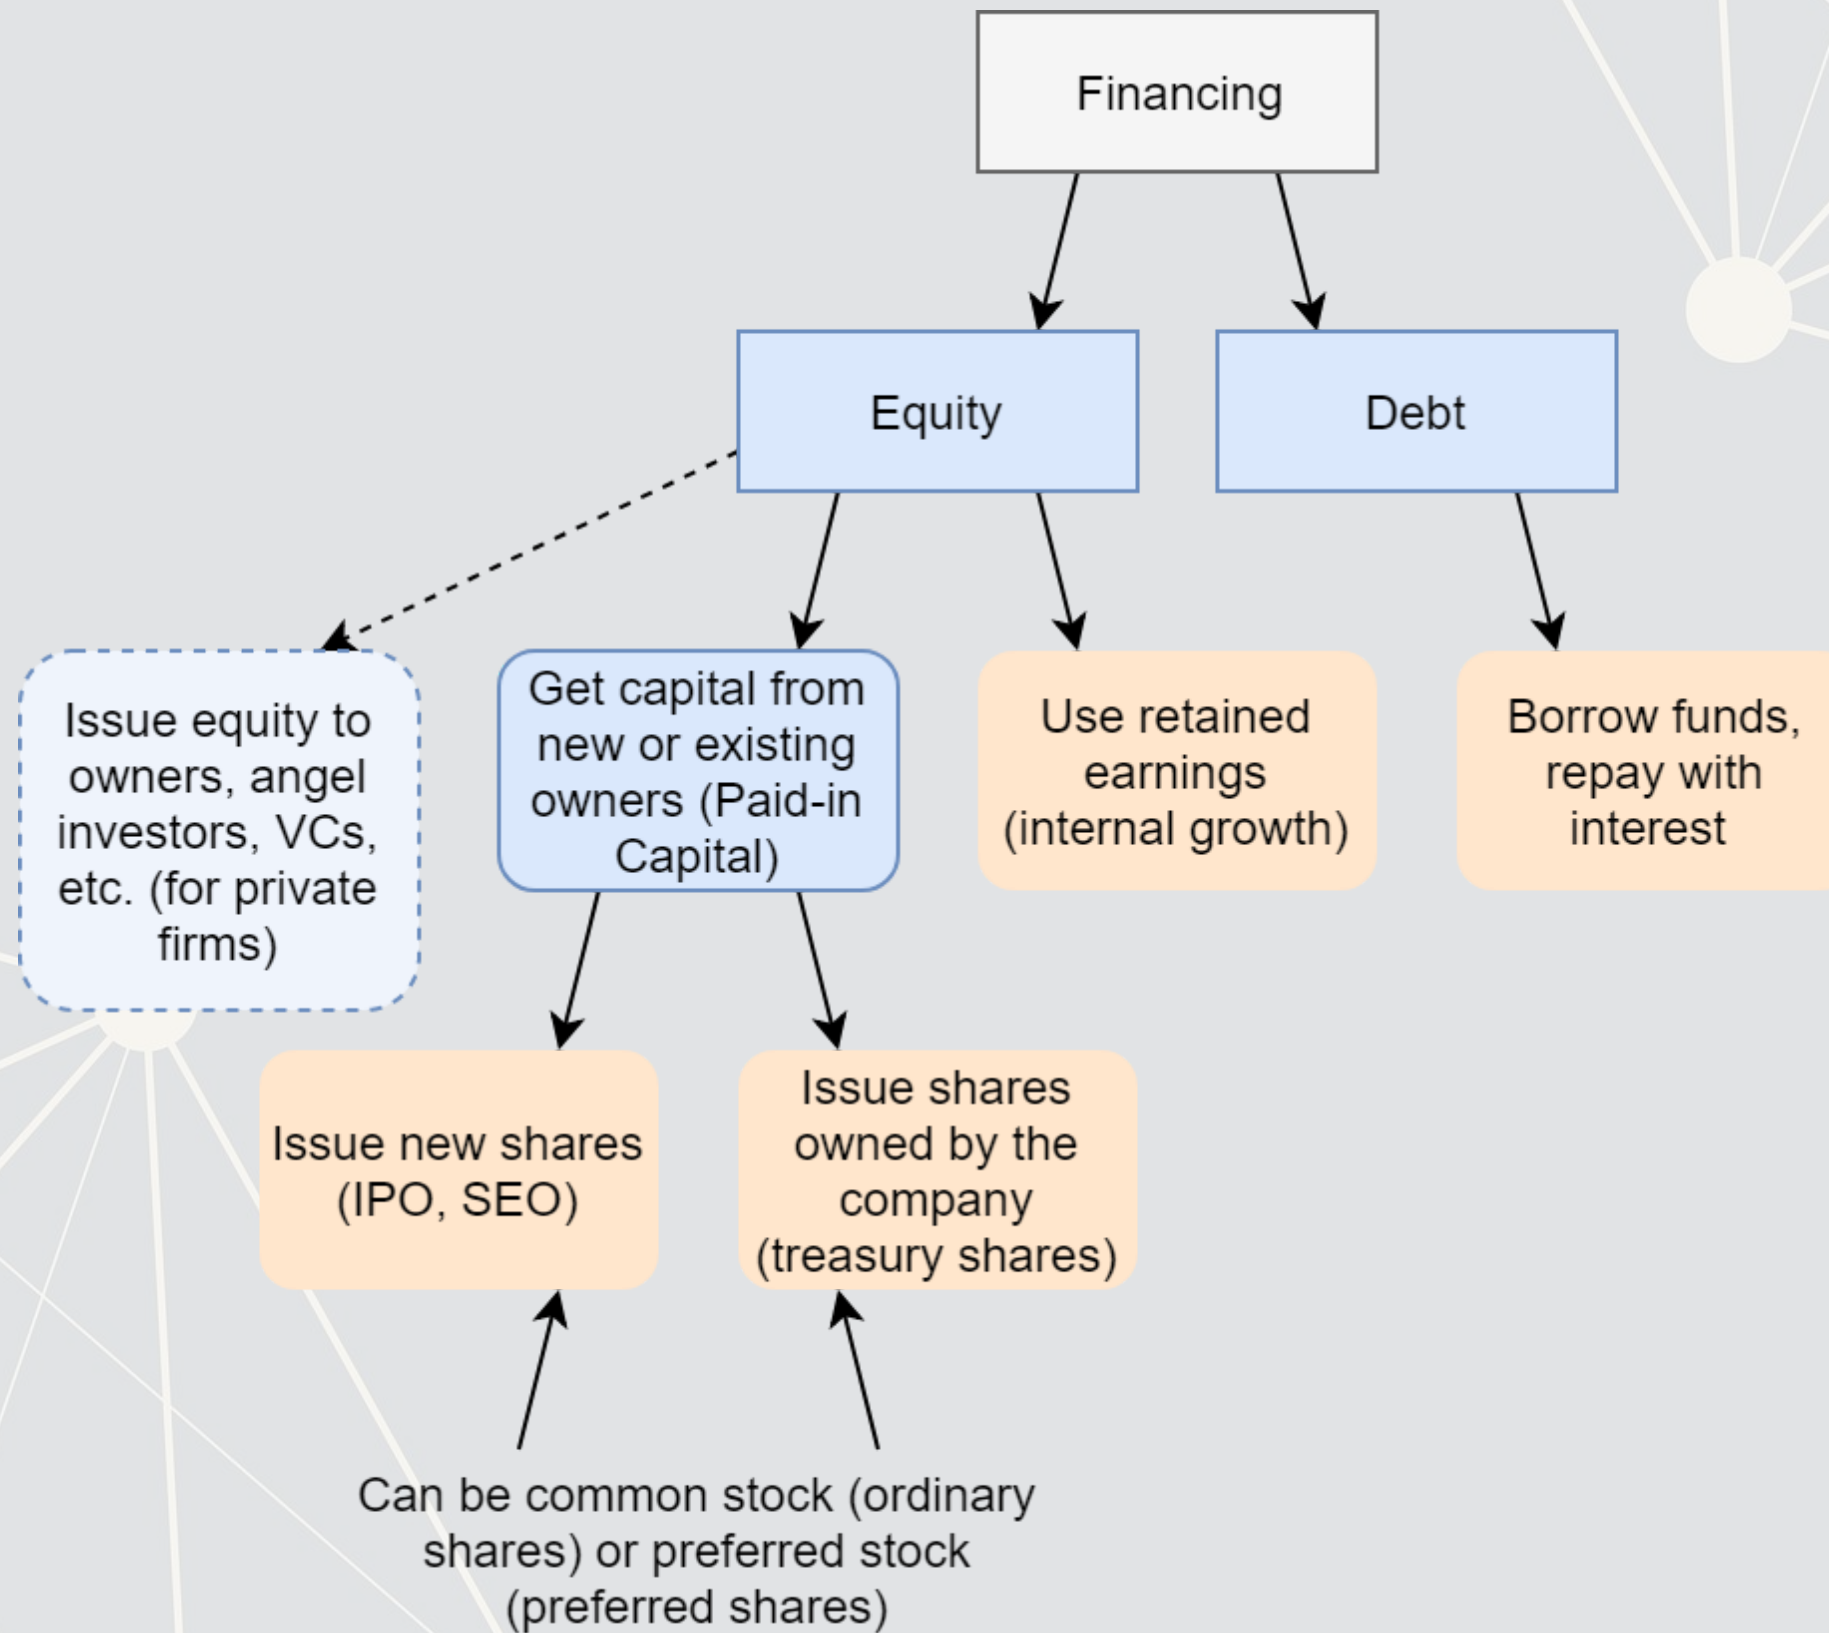 Financing
Equity
Debt
Issue equity to
owners, angel
investors, VCs,
etc. (for private
firms)
Get capital from
new or existing
owners (Paid-in
Capital)
Use retained
earnings
(internal growth)
Borrow funds,
repay with
interest
Issue new shares
(IPO, SEO)
Issue shares
owned by the
company
(treasury shares)
Can be common stock (ordinary
shares) or preferred stock
(preferred shares)